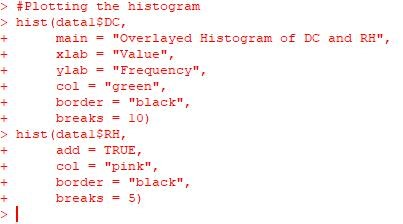 > #Plotting the histogram
> hist(data1$DC,
+      main = "Overlayed Histogram of DC and RH",
+      xlab = "Value",
+      ylab = "Frequency",
+      col = "green",
+      border = "black",
+      breaks = 10)
> hist(data1$RH,
+      add = TRUE,
+      col = "pink",
+      border = "black",
+      breaks = 5)
>